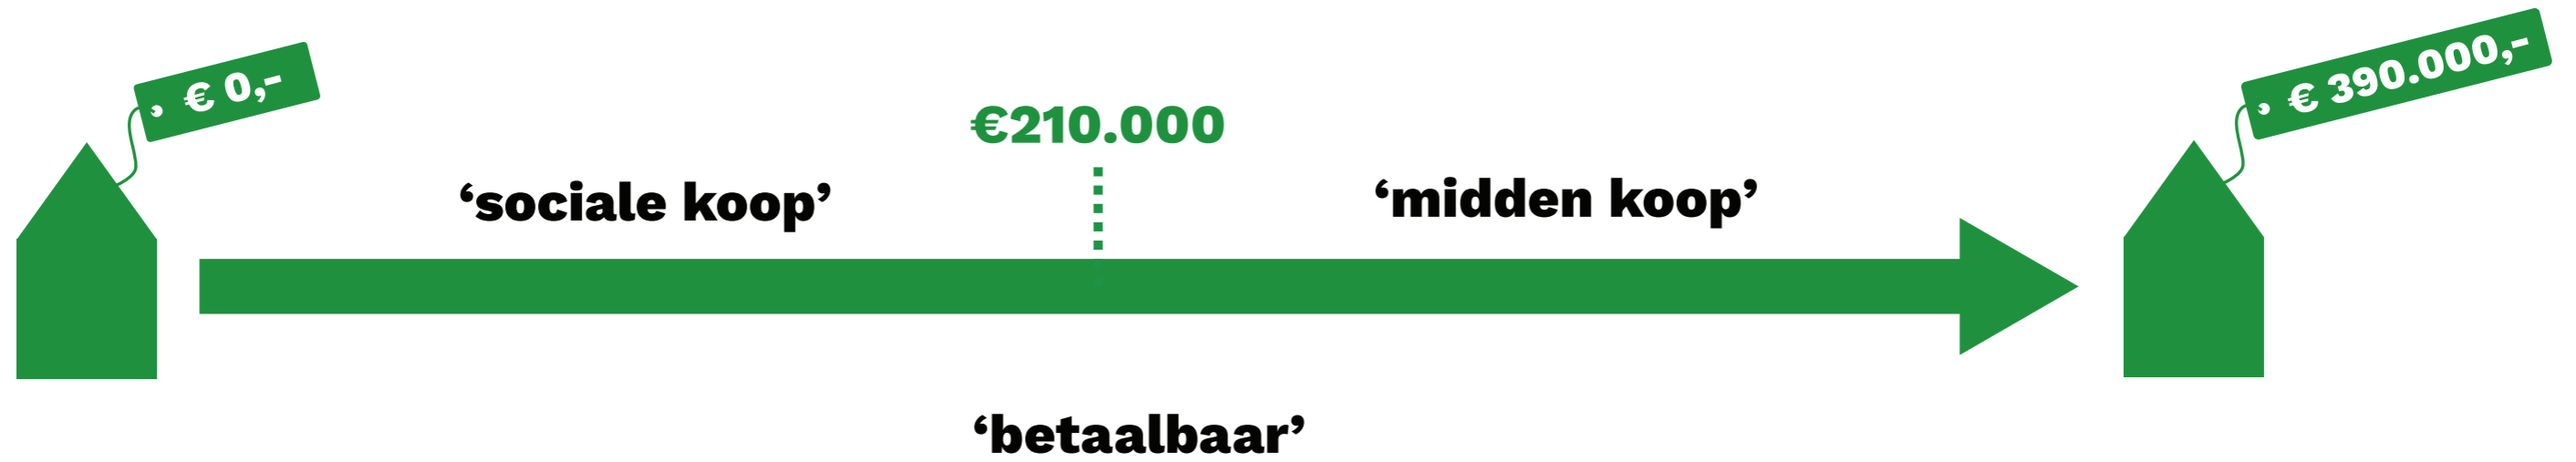 € 0,-
€ 390.000,-
€210.000
‘sociale koop’
‘midden koop’
‘betaalbaar’